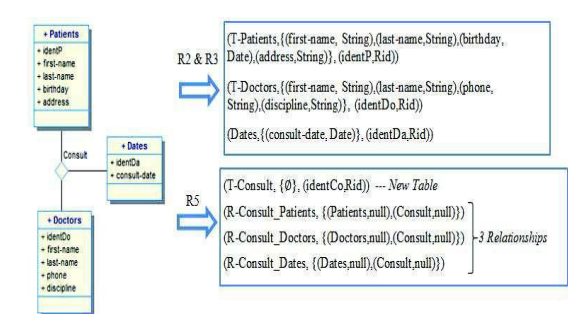 + Patients
+ identP
+ first-name
+ last-name
+ birthday
+ address
Consult
+ Dates
+ identDa
+ consult-date
+ Doctors
+ identDo
+ first-name
+ last-name
+ phone
+ discipline
R2 & R3
(T-Patients,{(first-name, String),(last-name,String),(birthday,
Date),(address,String)}, (identP,Rid))
(T-Doctors,{(first-name, String),(last-name,String),(phone,
String),(discipline,String)}, (identDo,Rid))
(Dates,{(consult-date, Date)}, (identDa,Rid))
R5
(T-Consult, {Ø}, (identCo,Rid)) --- New Table
(R-Consult_Patients, {(Patients,null),(Consult,null)})
(R-Consult_Doctors, {(Doctors,null),(Consult,null)})
(R-Consult_Dates, {(Dates,null),(Consult,null)})
3 Relationships